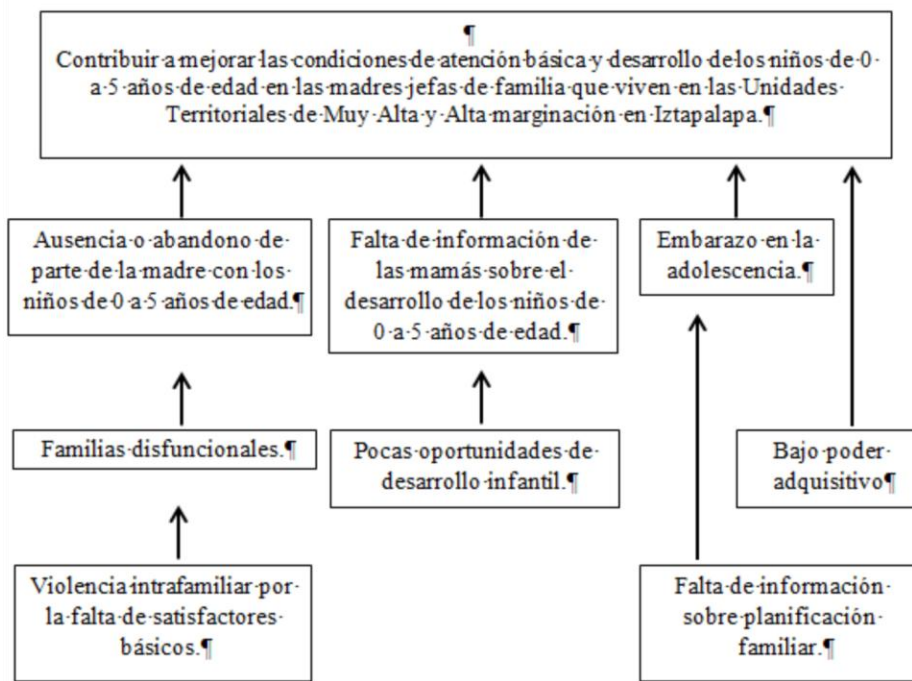 ¶
Contribuir·a·mejorar·las·condiciones·de·atención·básica·y·desarrollo·de·los·niños·de·0·
a·5·años·de·edad·en·las·madres·jefas·de·familia·que·viven·en·las·Unidades·
Territoriales·de·Muy·Alta·y·Alta·marginación·en·Iztapalapa.¶
Ausencia·o·abandono·de·
parte·de·la·madre·con·los·
niños·de·0·a·5·años·de·edad.¶
Falta·de·información·de·
las·mamás·sobre·el·
desarrollo·de·los·niños·de·
0·a·5·años·de·edad.¶
Embarazo·en·la·
adolescencia.¶
Familias·disfuncionales.¶
Pocas·oportunidades·de·
desarrollo·infantil.¶
Bajo·poder·
adquisitivo¶
Violencia·intrafamiliar·por·
la·falta·de·satisfactores·
básicos.¶
Falta·de·información·
sobre·planificación·
familiar.¶